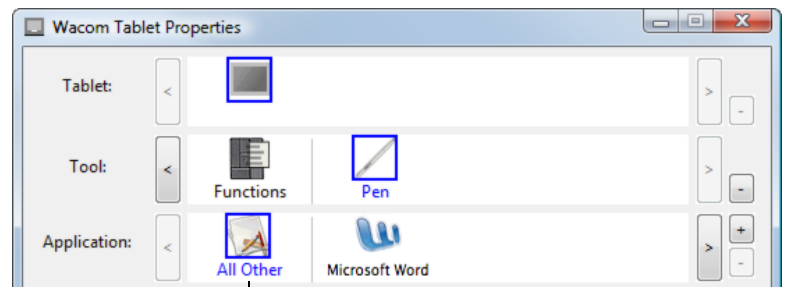 Wacom Tablet Properties
Tablet:
<
>
-
Tool:
<
Functions
Pen
>
-
Application:
<
All Other
Microsoft Word
>
+
-